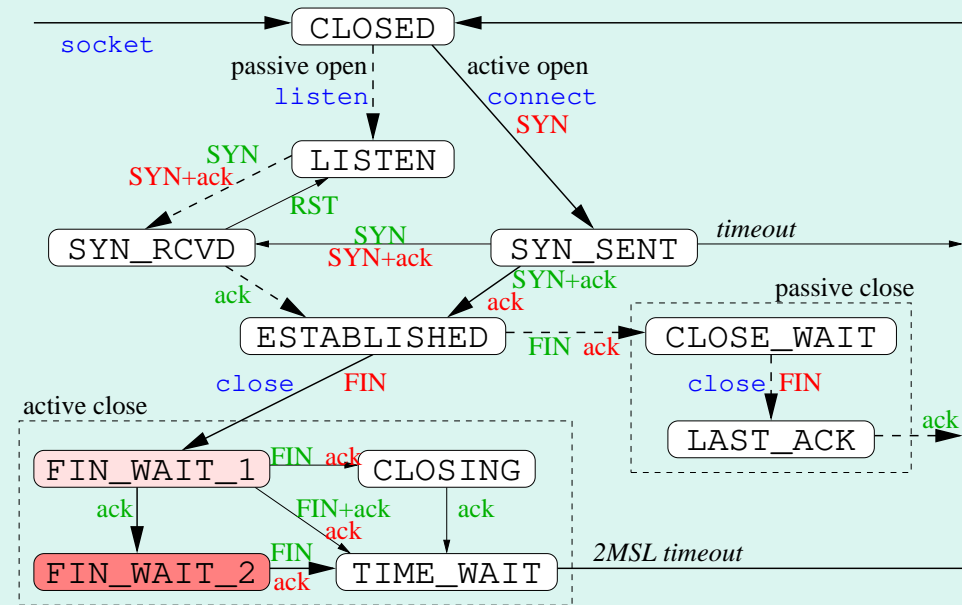 CLOSED
socket
passive open
active open
listen
connect
SYN
LISTEN
SYN
SYN+ack
RST
SYN_RCVD
SYN
SYN+ack
SYN_SENT
timeout
ack
SYN+ack
ack
passive close
ESTABLISHED
FIN ack
CLOSE_WAIT
close FIN
close FIN
active close
LAST_ACK
ack
FIN_WAIT_1
FIN ack
CLOSING
ack
FIN+ack
ack
ack
FIN_WAIT_2
FIN
ack
TIME_WAIT
2MSL timeout